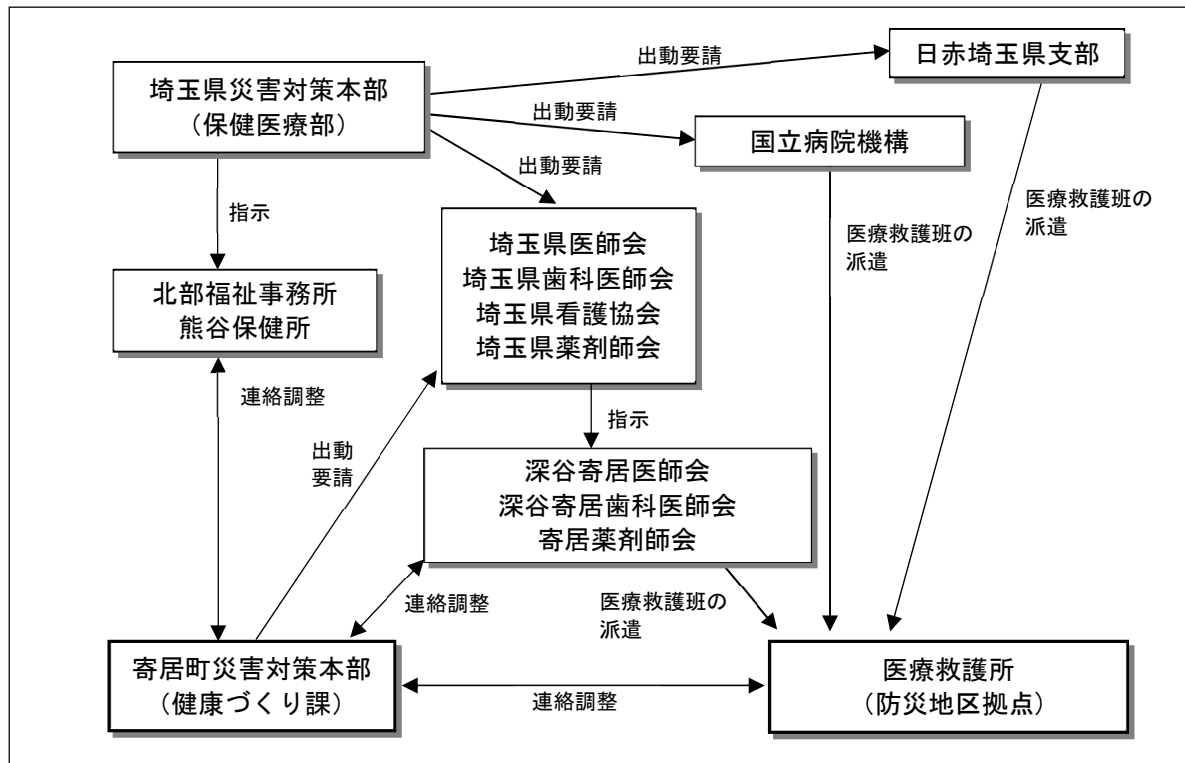 出動要請
日赤埼玉県支部
埼玉県災害対策本部
（保健医療部）
出動要請
国立病院機構
出動要請
指示
医療救護班の
派遣
埼玉県医師会
埼玉県歯科医師会
埼玉県看護協会
埼玉県薬剤師会
医療救護班の
派遣
北部福祉事務所
熊谷保健所
連絡調整
出動
要請
指示
深谷寄居医師会
深谷寄居歯科医師会
寄居薬剤師会
連絡調整
医療救護班の
派遣
寄居町災害対策本部
（健康づくり課）
連絡調整
医療救護所
（防災地区拠点）